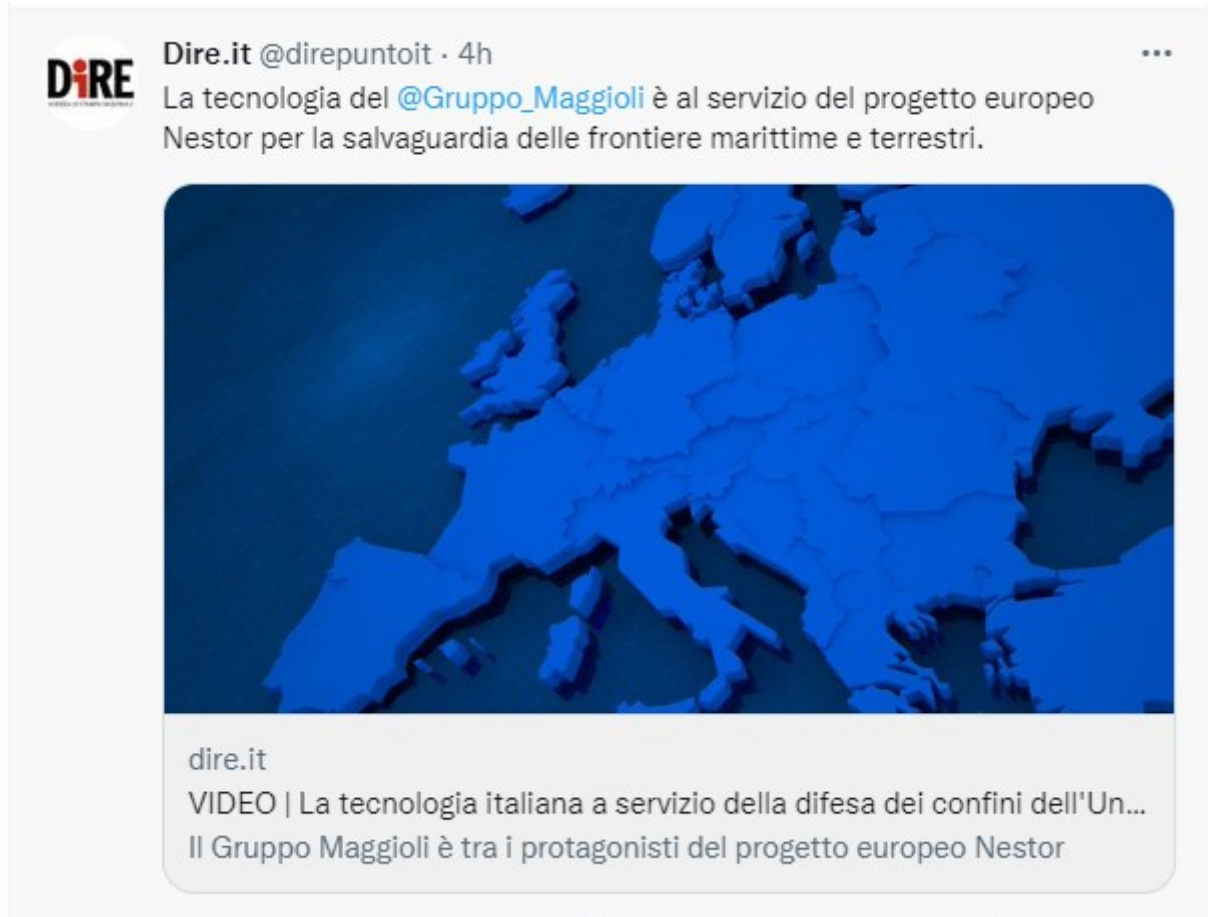 DiRE
Dire.it @direpuntoit · 4h
La tecnologia del @Gruppo_Maggioli è al servizio del progetto europeo
Nestor per la salvaguardia delle frontiere marittime e terrestri.
dire.it
VIDEO | La tecnologia italiana a servizio della difesa dei confini dell'Un...
Il Gruppo Maggioli è tra i protagonisti del progetto europeo Nestor